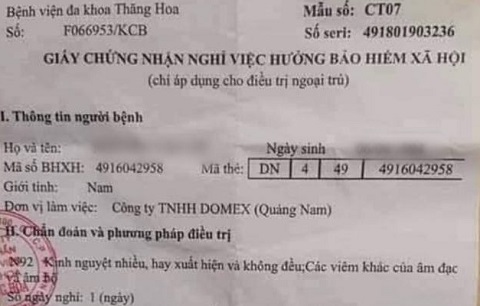 Bệnh viện đa khoa Thăng Hoa
Mẫu số: CT07
Số: F066953/KCB
Số seri: 491801903236
GIẤY CHỨNG NHẬN NGHỈ VIỆC HƯỞNG BẢO HIỂM XÃ HỘI
(chỉ áp dụng cho điều trị ngoại trú)
I. Thông tin người bệnh
Họ và tên:
Ngày sinh
Mã số BHXH: 4916042958 Mã thẻ: DN 4 49 4916042958
Giới tính: Nam
Đơn vị làm việc: Công ty TNHH DOMEX (Quảng Nam)
II. Chẩn đoán và phương pháp điều trị
N92 Kinh nguyệt nhiều, hay xuất hiện và không đều;Các viêm khác của âm đạc
và âm hộ
Số ngày nghỉ: 1 (ngày)